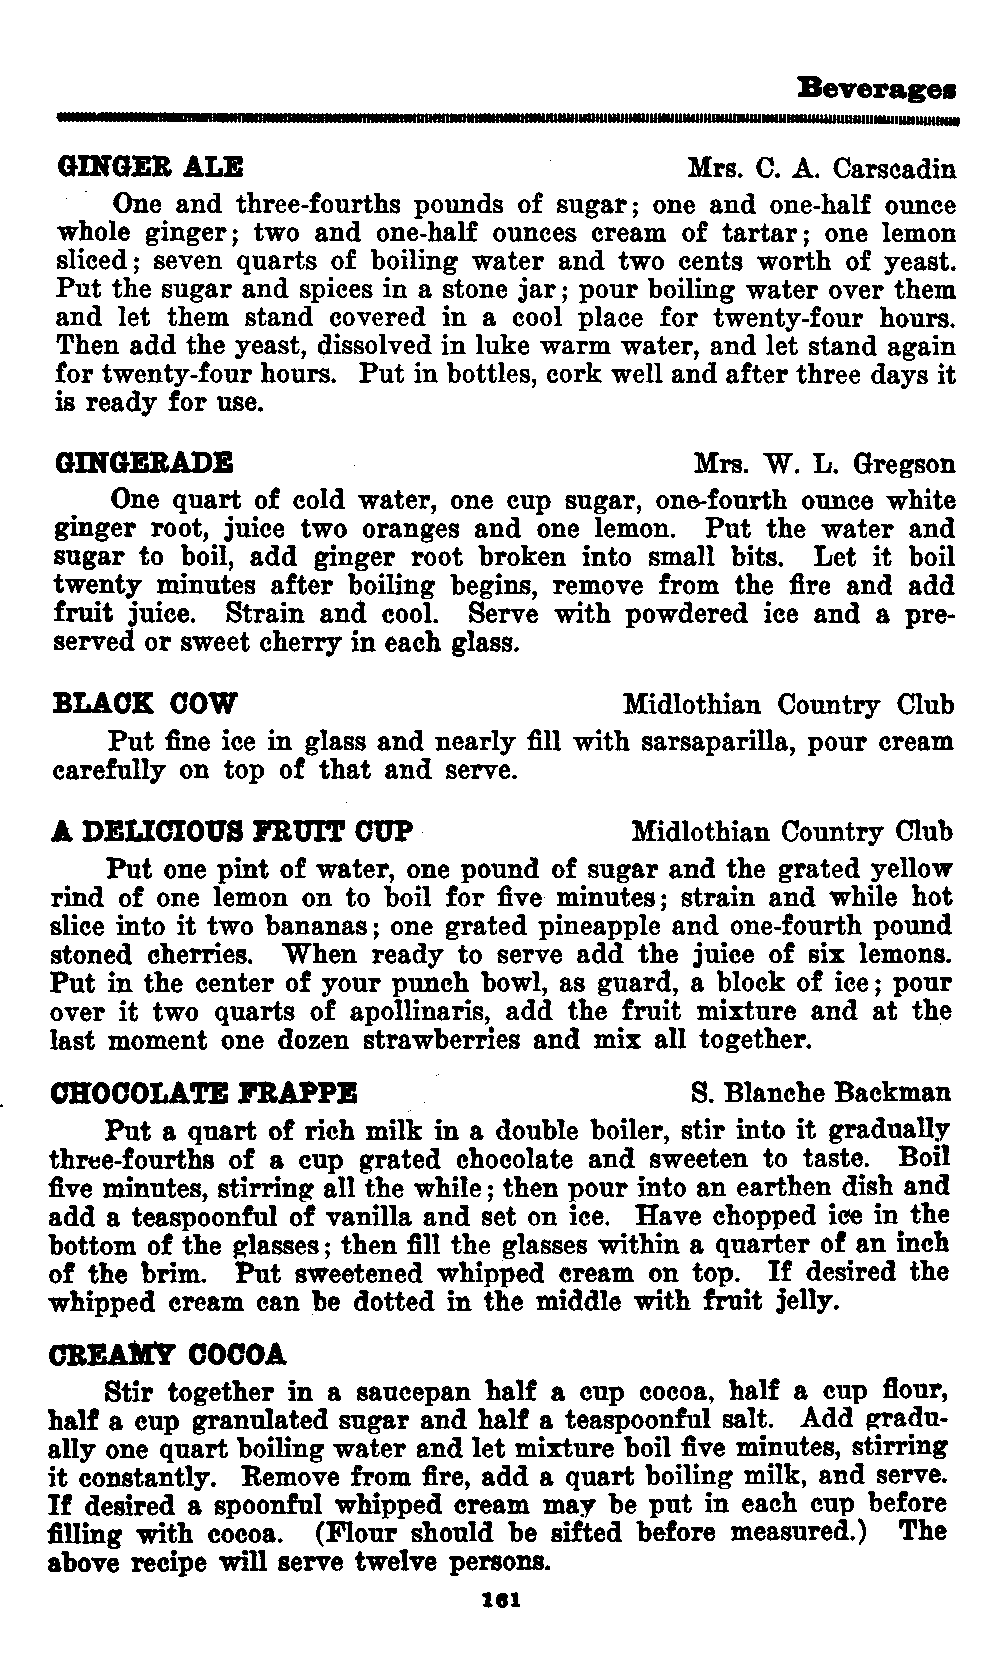 Beverages
GINGER ALE Mrs. C. A. Carscadin
One and three-fourths pounds of sugar; one and one-half ounce
whole ginger; two and one-half ounces cream of tartar; one lemon
sliced; seven quarts of boiling water and two cents worth of yeast.
Put the sugar and spices in a stone jar; pour boiling water over them
and let them stand covered in a cool place for twenty-four hours.
Then add the yeast, dissolved in luke warm water, and let stand again
for twenty-four hours. Put in bottles, cork well and after three days it
is ready for use.
GINGERADE Mrs. W. L. Gregson
One quart of cold water, one cup sugar, one-fourth ounce white
ginger root, juice two oranges and one lemon. Put the water and
sugar to boil, add ginger root broken into small bits. Let it boil
twenty minutes after boiling begins, remove from the fire and add
fruit juice. Strain and cool. Serve with powdered ice and a pre-
served or sweet cherry in each glass.
BLACK COW Midlothian Country Club
Put fine ice in glass and nearly fill with sarsaparilla, pour cream
carefully on top of that and serve.
A DELICIOUS FRUIT CUP Midlothian Country Club
Put one pint of water, one pound of sugar and the grated yellow
rind of one lemon on to boil for five minutes; strain and while hot
slice into it two bananas; one grated pineapple and one-fourth pound
stoned cherries. When ready to serve add the juice of six lemons.
Put in the center of your punch bowl, as guard, a block of ice; pour
over it two quarts of apollinaris, add the fruit mixture and at the
last moment one dozen strawberries and mix all together.
CHOCOLATE FRAPPE S. Blanche Backman
Put a quart of rich milk in a double boiler, stir into it gradually
three-fourths of a cup grated chocolate and sweeten to taste. Boil
five minutes, stirring all the while; then pour into an earthen dish and
add a teaspoonful of vanilla and set on ice. Have chopped ice in the
bottom of the glasses; then fill the glasses within a quarter of an inch
of the brim. Put sweetened whipped cream on top. If desired the
whipped cream can be dotted in the middle with fruit jelly.
CREAMY COCOA
Stir together in a saucepan half a cup cocoa, half a cup flour,
half a cup granulated sugar and half a teaspoonful salt. Add gradu-
ally one quart boiling water and let mixture boil five minutes, stirring
it constantly. Remove from fire, add a quart boiling milk, and serve.
If desired a spoonful whipped cream may be put in each cup before
filling with cocoa. (Flour should be sifted before measured.) The
above recipe will serve twelve persons.
161